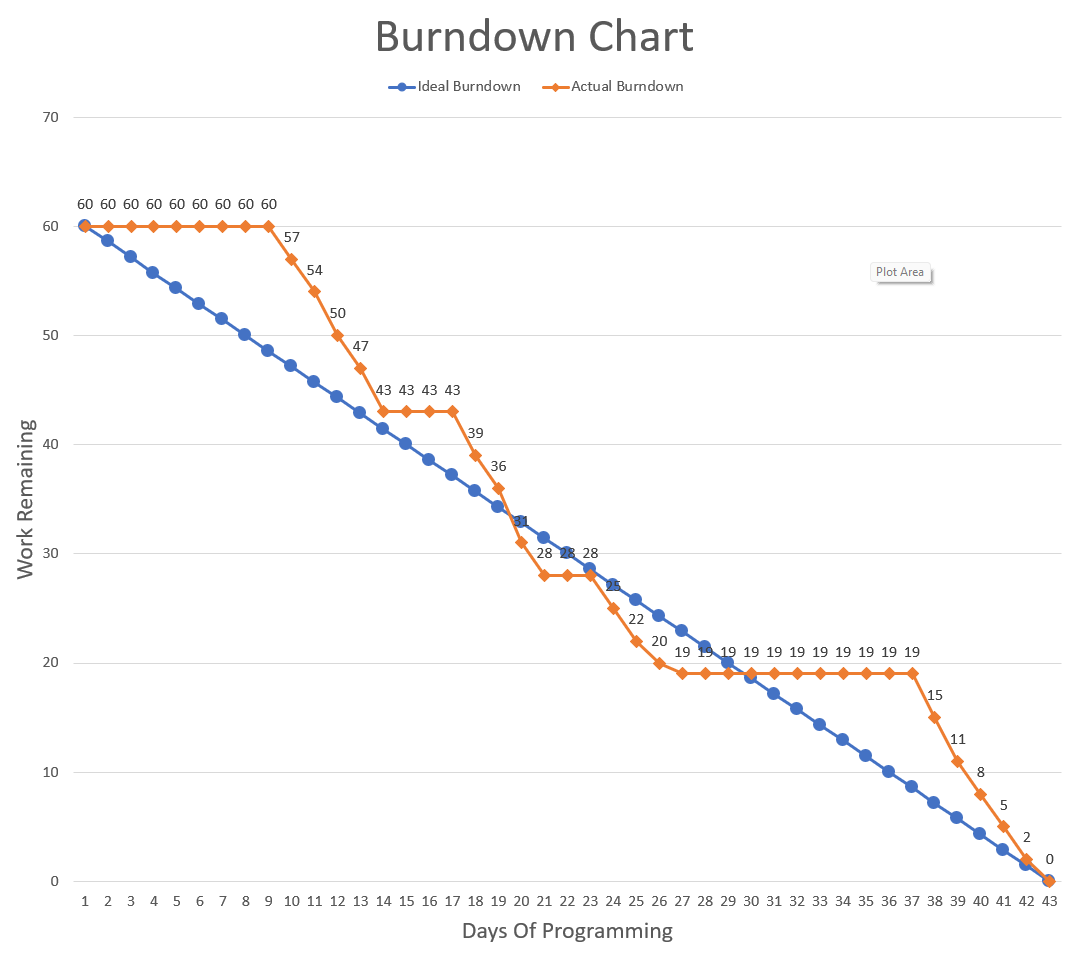 Burndown Chart
Ideal Burndown Actual Burndown
70
60 60 60 60 60 60 60 60 60
60
57
Plot Area
54
50
50
47
43 43 43 43
40
39
36
31
30
28 28 28
25
22
20
20
19 19 19 19 19 19 19 19 19 19 19
15
11
10
8
5
2
0
0
1 2 3 4 5 6 7 8 9 10 11 12 13 14 15 16 17 18 19 20 21 22 23 24 25 26 27 28 29 30 31 32 33 34 35 36 37 38 39 40 41 42 43
Work Remaining
Days Of Programming